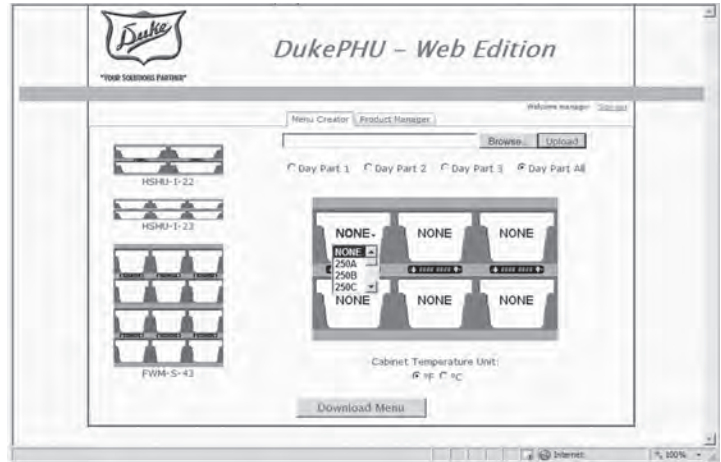 Duke
"YOUR SOLUTIONS PARTNER"
DukePHU – Web Edition
Welcome manager Sign out
Menu Creator Product Manager
Browse... Upload
Day Part 1 Day Part 2 Day Part 3 Day Part All
HSHU-I-22
HSHU-I-23
FWM-S-43
NONE NONE NONE
NONE
250A
250B
250C
NONE NONE NONE
Cabinet Temperature Unit:
°F °C
Download Menu
Internet 100%